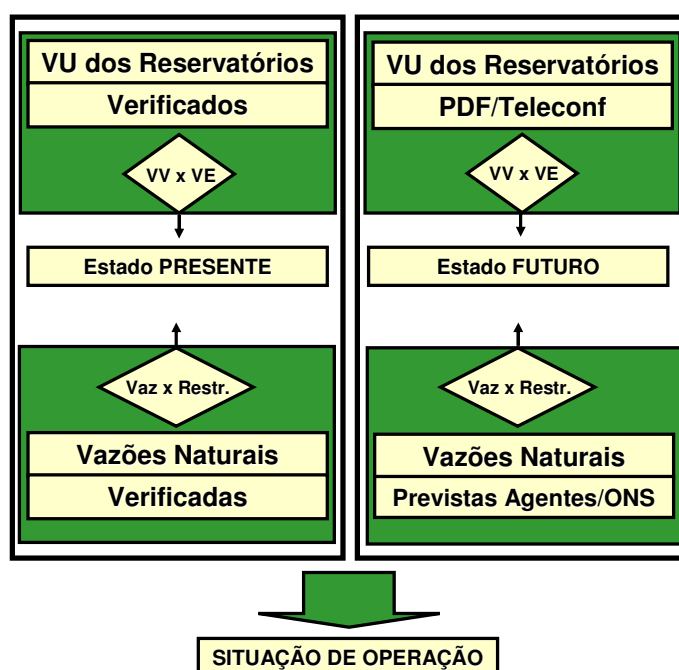 VU dos Reservatórios
Verificados
VV x VE
Estado PRESENTE
Vaz x Restr.
Vazões Naturais
Verificadas
VU dos Reservatórios
PDF/Teleconf
VV x VE
Estado FUTURO
Vaz x Restr.
Vazões Naturais
Previstas Agentes/ONS
SITUAÇÃO DE OPERAÇÃO